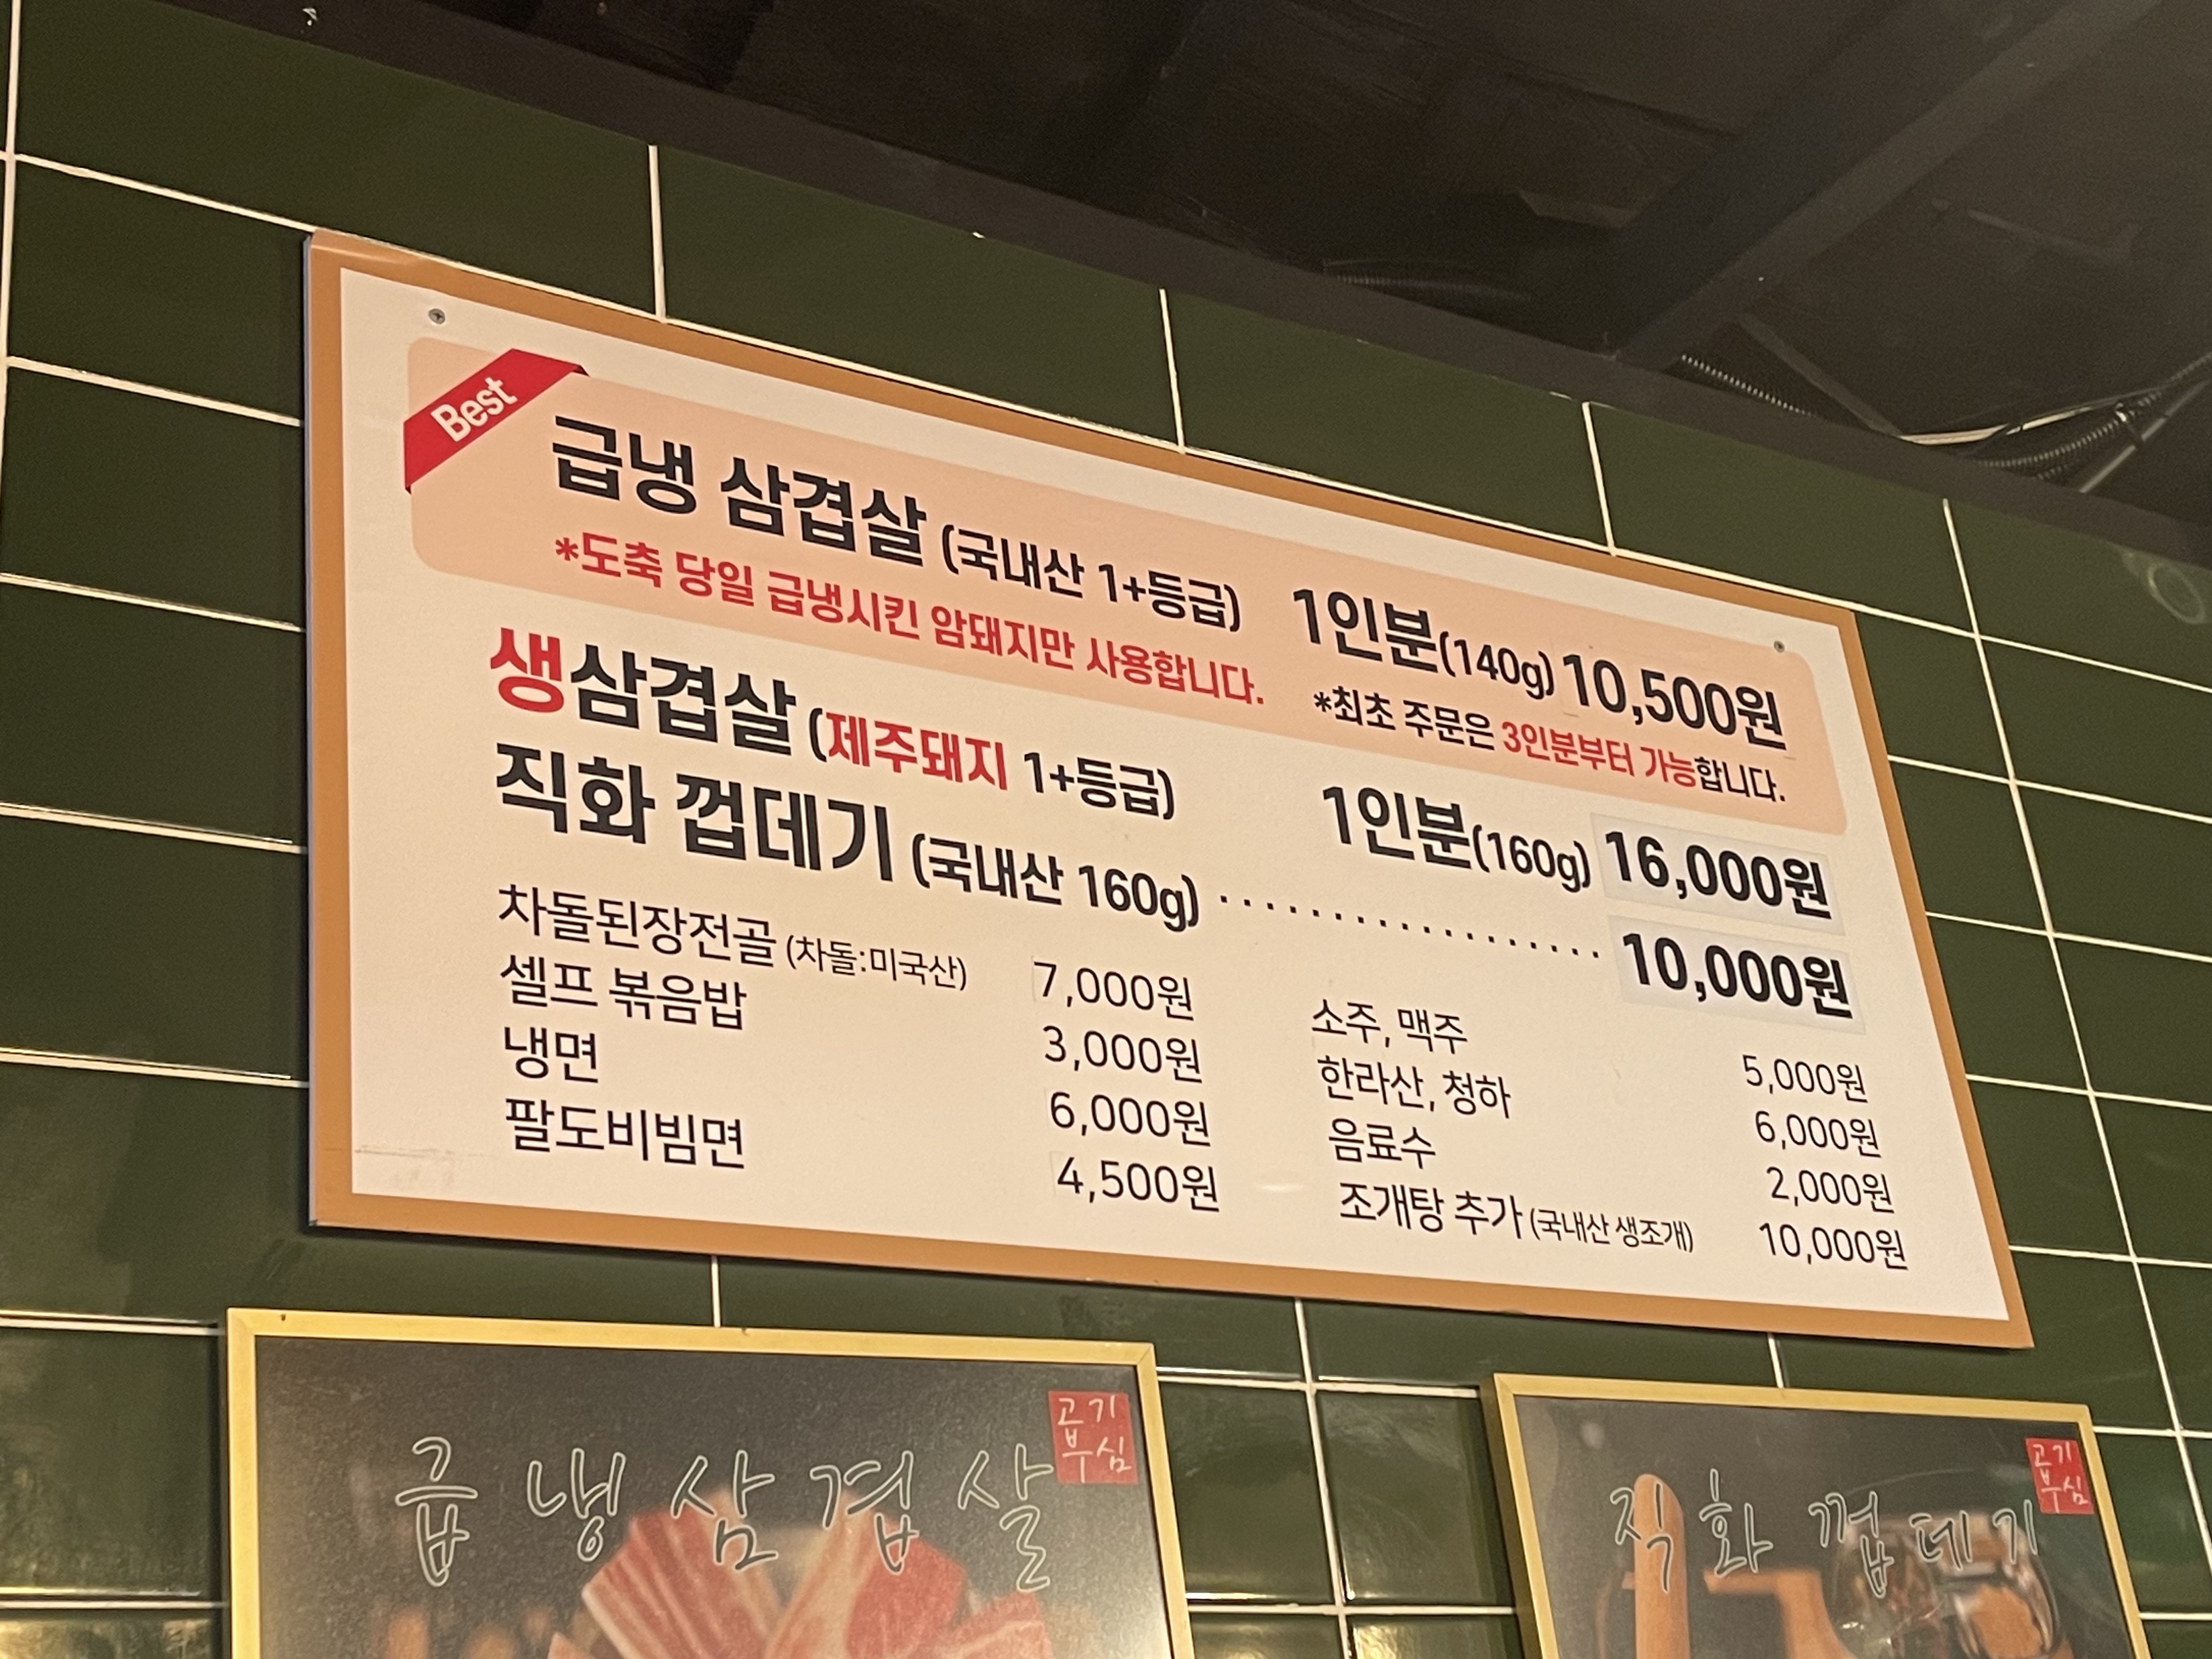 Best
급냉 삼겹살 (국내산 1+등급) 1인분(140g) 10,500원
*도축 당일 급냉시킨 암돼지만 사용합니다. *최초 주문은 3인분부터 가능합니다.
생삼겹살 (제주돼지 1+등급) 1인분(160g) 16,000원
직화 껍데기 (국내산 160g) .................. 10,000원
차돌된장전골 (차돌:미국산) 7,000원
셀프 볶음밥 3,000원
냉면 6,000원
팔도비빔면 4,500원
소주, 맥주 5,000원
한라산, 청하 6,000원
음료수 2,000원
조개탕 추가 (국내산 생조개) 10,000원
급냉삼겹살
고기
부심
직화 껍데기
고기
부심